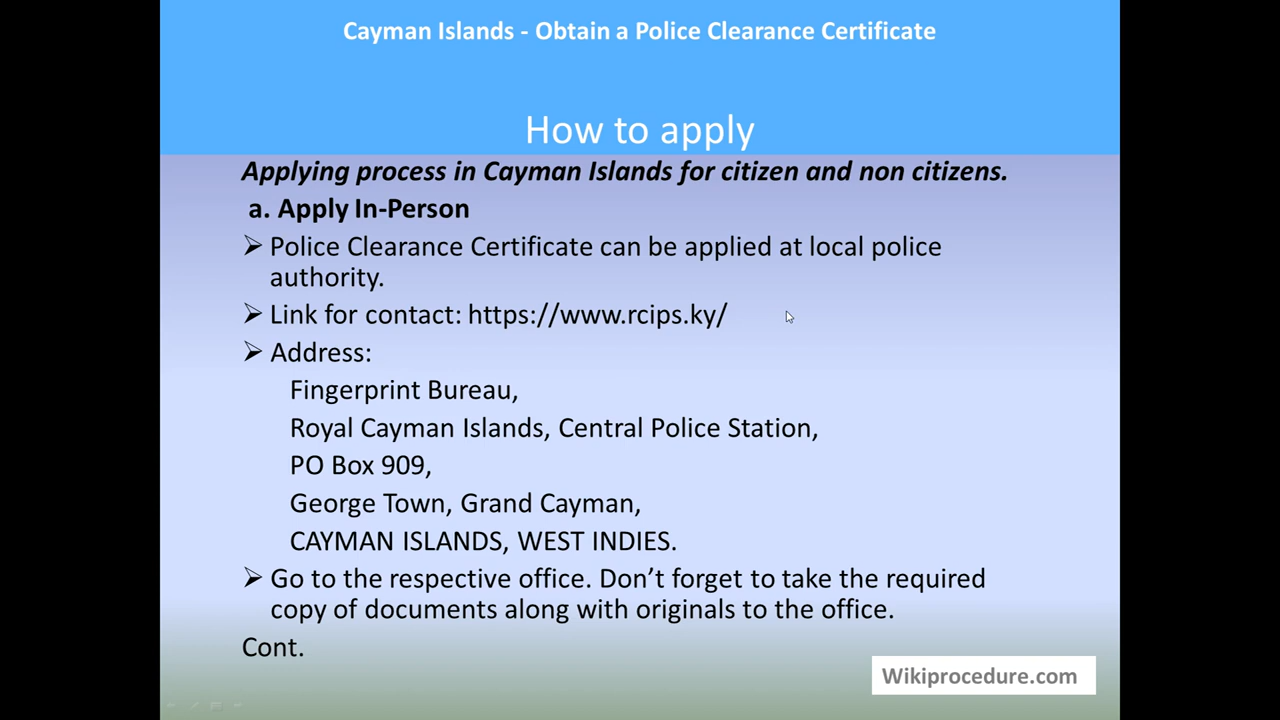 Cayman Islands - Obtain a Police Clearance Certificate
How to apply
Applying process in Cayman Islands for citizen and non citizens.
a. Apply In-Person
➢ Police Clearance Certificate can be applied at local police
authority.
➢ Link for contact: https://www.rcips.ky/
➢ Address:
Fingerprint Bureau,
Royal Cayman Islands, Central Police Station,
PO Box 909,
George Town, Grand Cayman,
CAYMAN ISLANDS, WEST INDIES.
➢ Go to the respective office. Don’t forget to take the required
copy of documents along with originals to the office.
Cont.
Wikiprocedure.com